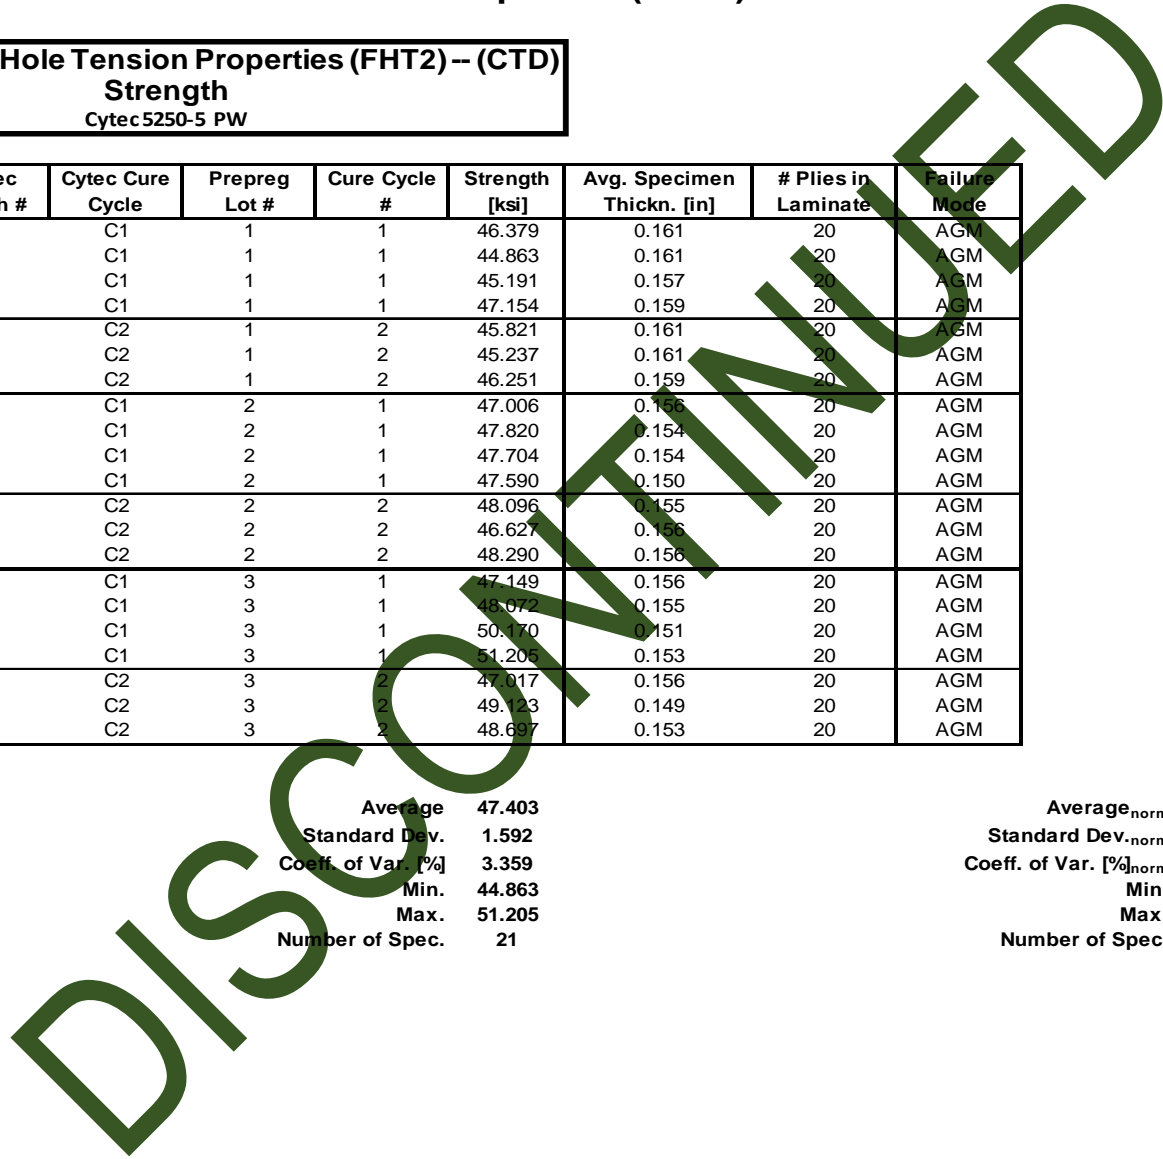 Hole Tension Properties (FHT2) -- (CTD)
Strength
Cytec 5250-5 PW
Cytec Cure Prepreg Cure Cycle Strength Avg. Specimen # Plies in Failure
h # Cycle Lot # # [ksi] Thickn. [in] Laminate Mode
C1 1 1 46.379 0.161 20 AGM
C1 1 1 44.863 0.161 20 AGM
C1 1 1 45.191 0.157 20 AGM
C1 1 1 47.154 0.159 20 AGM
C2 1 2 45.821 0.161 20 AGM
C2 1 2 45.237 0.161 20 AGM
C2 1 2 46.251 0.159 20 AGM
C1 2 1 47.006 0.156 20 AGM
C1 2 1 47.820 0.154 20 AGM
C1 2 1 47.704 0.154 20 AGM
C1 2 1 47.590 0.150 20 AGM
C2 2 2 48.096 0.155 20 AGM
C2 2 2 46.627 0.156 20 AGM
C2 2 2 48.290 0.156 20 AGM
C1 3 1 47.149 0.156 20 AGM
C1 3 1 48.072 0.155 20 AGM
C1 3 1 50.170 0.151 20 AGM
C1 3 1 51.205 0.153 20 AGM
C2 3 2 47.017 0.156 20 AGM
C2 3 2 49.123 0.149 20 AGM
C2 3 2 48.697 0.153 20 AGM
Average 47.403 Average norm
Standard Dev. 1.592 Standard Dev. norm
Coeff. of Var. [%] 3.359 Coeff. of Var. [%] norm
Min. 44.863 Min
Max. 51.205 Max
Number of Spec. 21 Number of Spec
DISCONTINUED